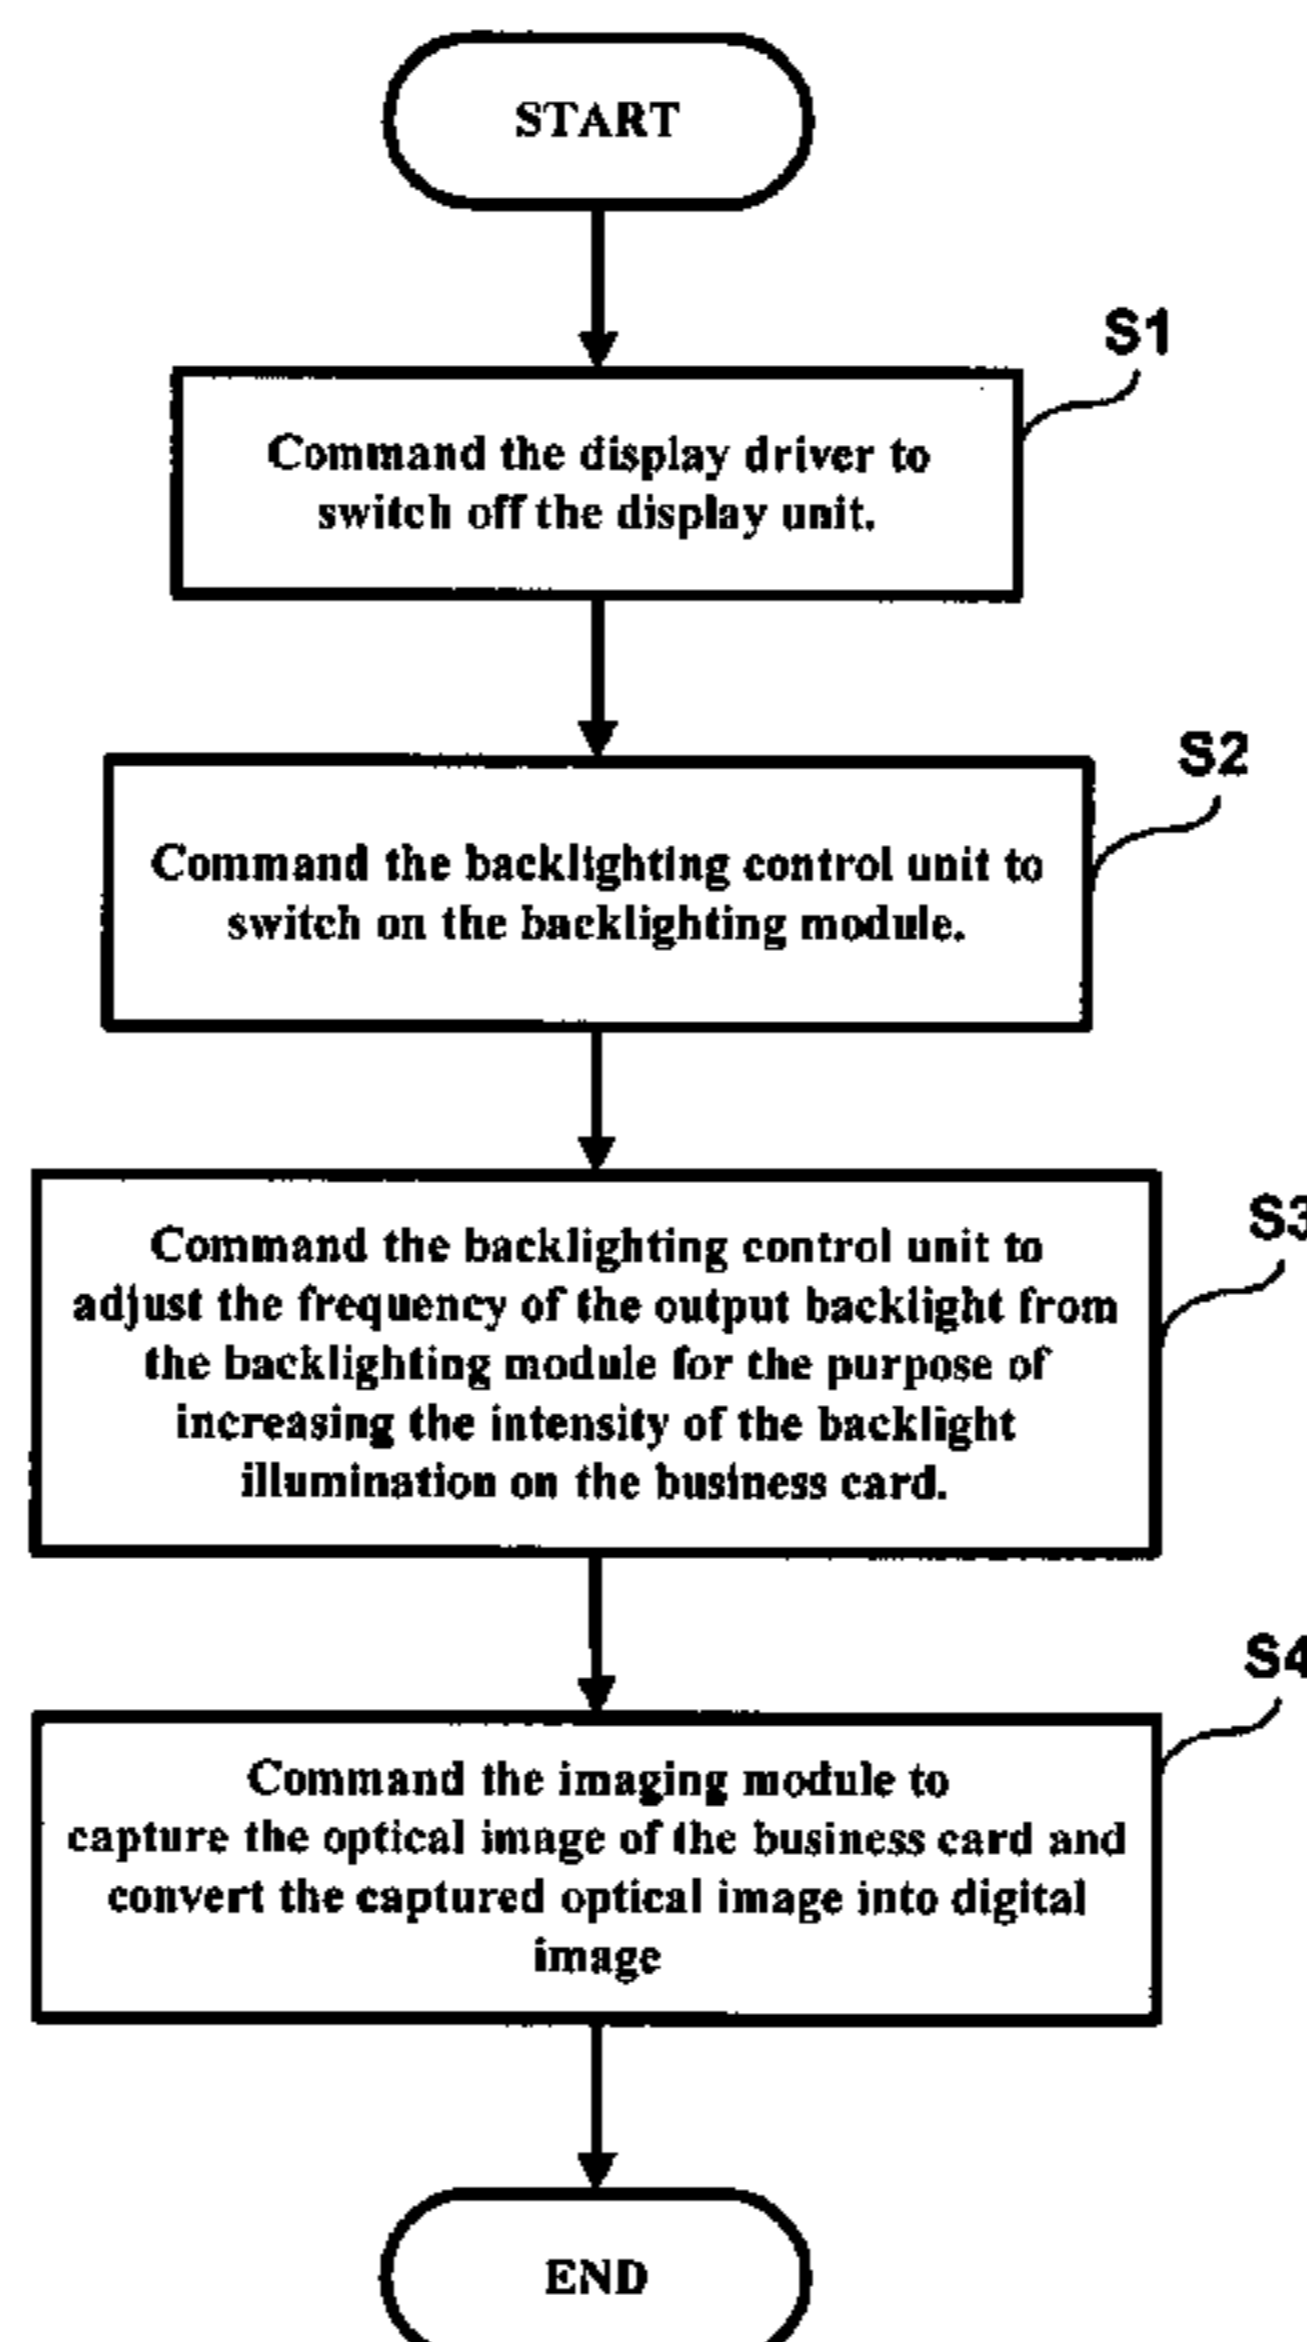 START
S1
Command the display driver to
switch off the display unit.
S2
Command the backlighting control unit to
switch on the backlighting module.
S3
Command the backlighting control unit to
adjust the frequency of the output backlight from
the backlighting module for the purpose of
increasing the intensity of the backlight
illumination on the business card.
S4
Command the imaging module to
capture the optical image of the business card and
convert the captured optical image into digital
image
END